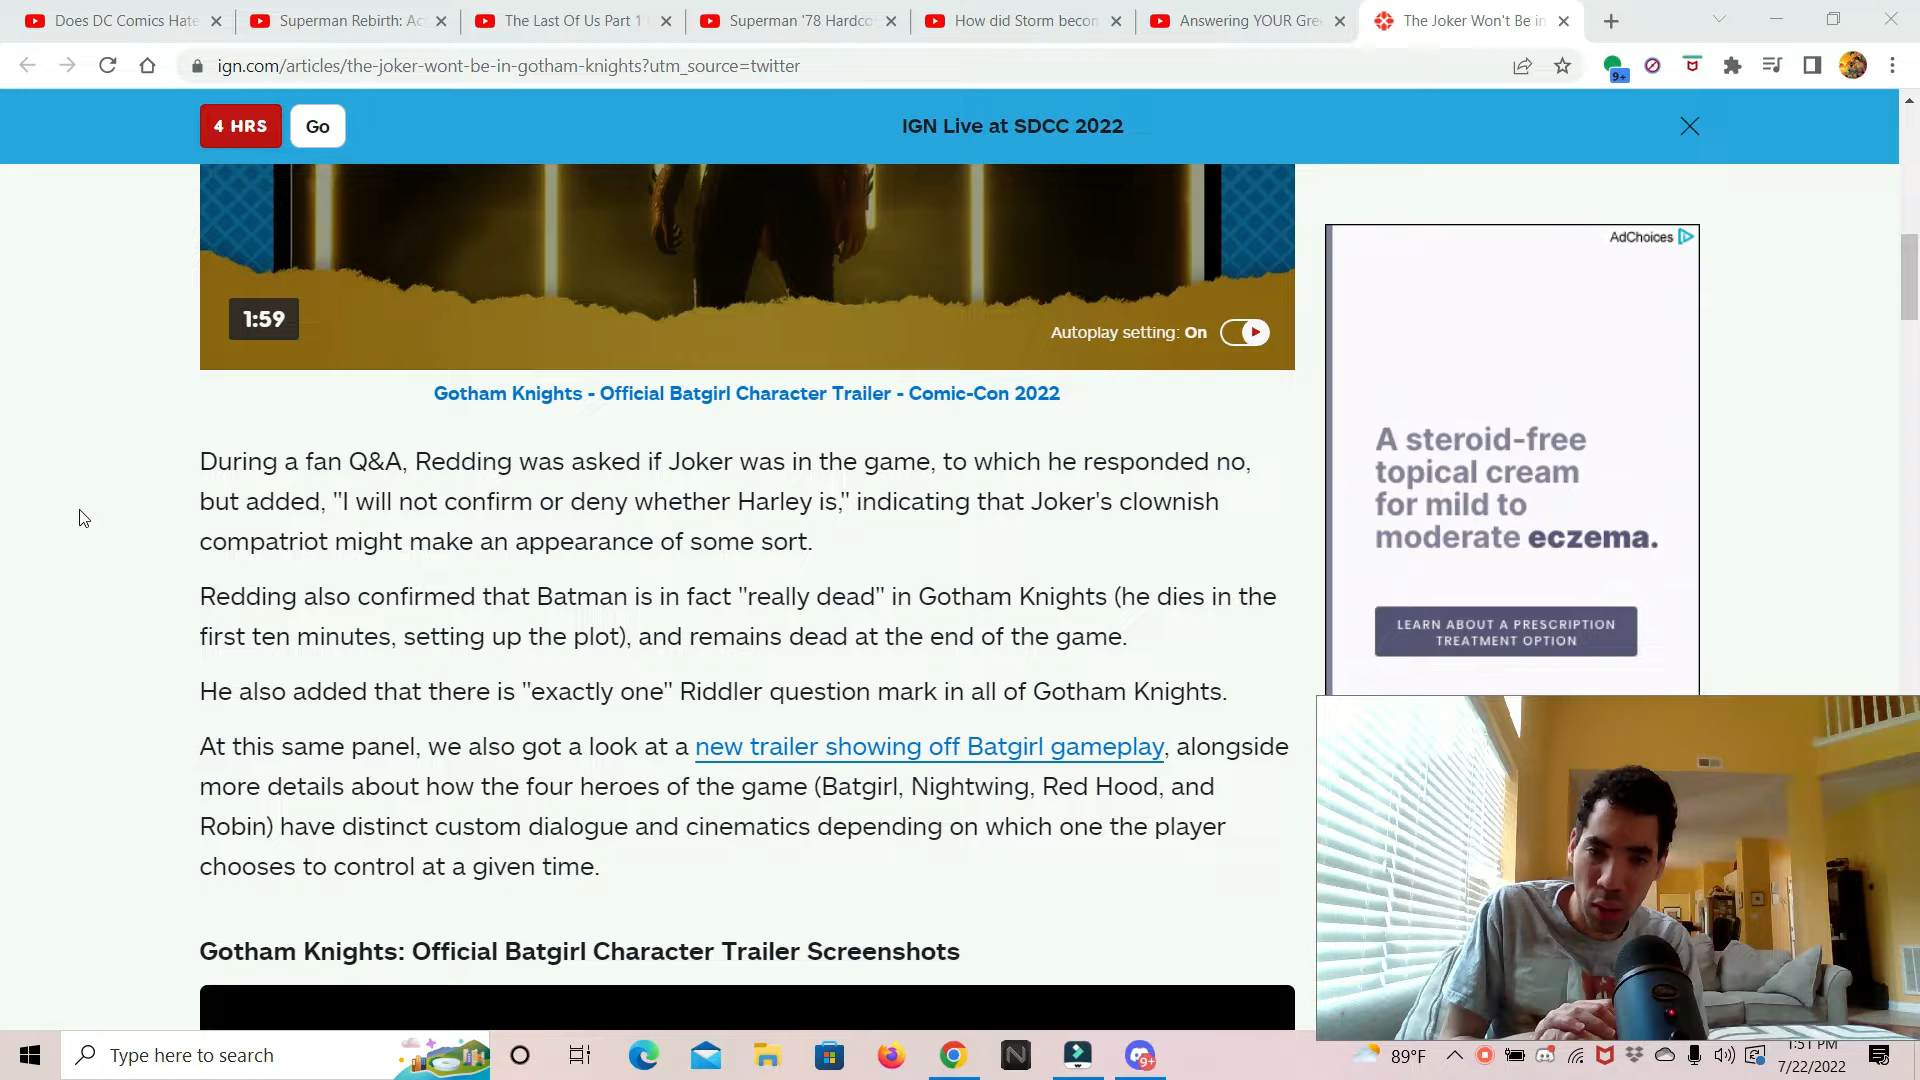 Does DC Comics Hate
Superman Rebirth: Ac
The Last Of Us Part 1
Superman '78 Hardco
How did Storm becom
Answering YOUR Gre
The Joker Won't Be in
ign.com/articles/the-joker-wont-be-in-gotham-knights?utm_source=twitter
9+
4 HRS
Go
IGN Live at SDCC 2022
1:59
Autoplay setting: On
AdChoices
Gotham Knights - Official Batgirl Character Trailer - Comic-Con 2022
During a fan Q&A, Redding was asked if Joker was in the game, to which he responded no,
but added, "I will not confirm or deny whether Harley is," indicating that Joker's clownish
compatriot might make an appearance of some sort.
Redding also confirmed that Batman is in fact "really dead" in Gotham Knights (he dies in the
first ten minutes, setting up the plot), and remains dead at the end of the game.
He also added that there is "exactly one" Riddler question mark in all of Gotham Knights.
At this same panel, we also got a look at a new trailer showing off Batgirl gameplay, alongside
more details about how the four heroes of the game (Batgirl, Nightwing, Red Hood, and
Robin) have distinct custom dialogue and cinematics depending on which one the player
chooses to control at a given time.
Gotham Knights: Official Batgirl Character Trailer Screenshots
A steroid-free
topical cream
for mild to
moderate eczema.
LEARN ABOUT A PRESCRIPTION
TREATMENT OPTION
Type here to search
N
9+
89°F
1:51 PM
7/22/2022